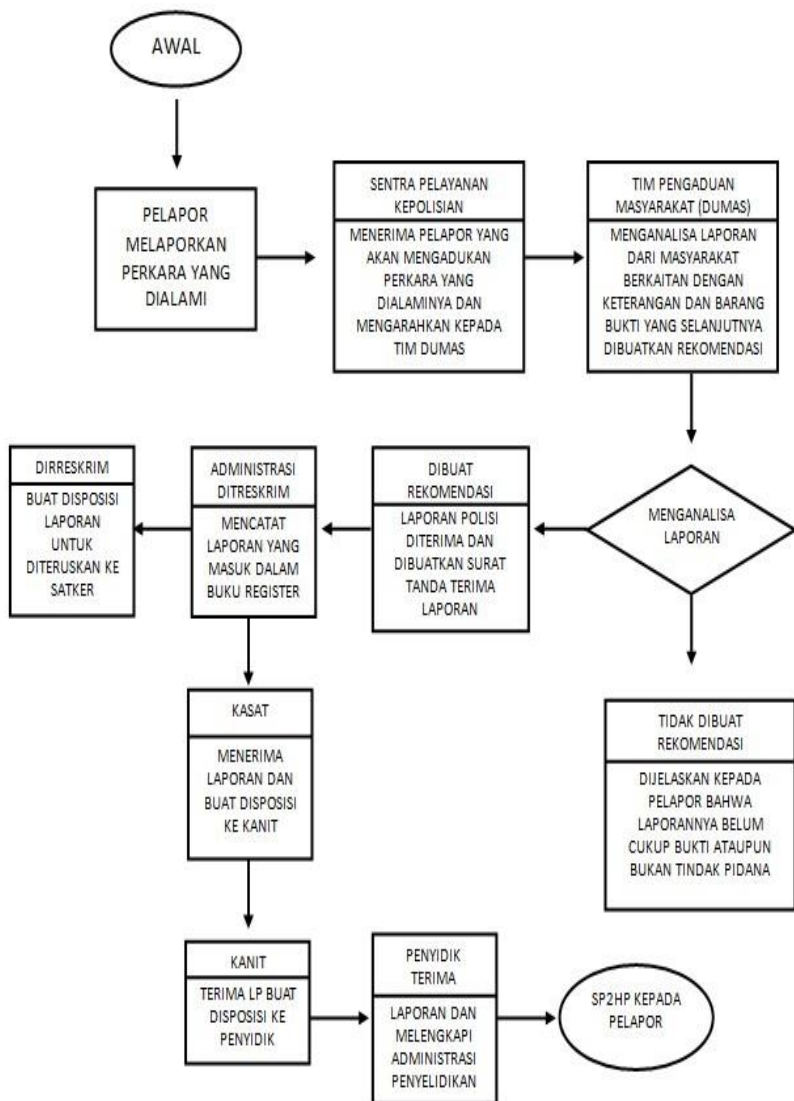 AWAL
PELAPOR
MELAPORKAN
PERKARA YANG
DIALAMI
SENTRA PELAYANAN
KEPOLISIAN
MENERIMA PELAPOR YANG
AKAN MENGADUKAN
PERKARA YANG
DIALAMINYA DAN
MENGARAHKAN KEPADA
TIM DUMAS
TIM PENGADUAN
MASYARAKAT (DUMAS)
MENGANALISA LAPORAN
DARI MASYARAKAT
BERKAITAN DENGAN
KETERANGAN DAN BARANG
BUKTI YANG SELANJUTNYA
DIBUATKAN REKOMENDASI
MENGANALISA
LAPORAN
DIBUAT
REKOMENDASI
LAPORAN POLISI
DITERIMA DAN
DIBUATKAN SURAT
TANDA TERIMA
LAPORAN
ADMINISTRASI
DITRESKRIM
MENCATAT
LAPORAN YANG
MASUK DALAM
BUKU REGISTER
DIRRESKRIM
BUAT DISPOSISI
LAPORAN
UNTUK
DITERUSKAN KE
SATKER
TIDAK DIBUAT
REKOMENDASI
DIJELASKAN KEPADA
PELAPOR BAHWA
LAPORANNYA BELUM
CUKUP BUKTI ATAUPUN
BUKAN TINDAK PIDANA
KASAT
MENERIMA
LAPORAN DAN
BUAT DISPOSISI
KE KANIT
KANIT
TERIMA LP BUAT
DISPOSISI KE
PENYIDIK
PENYIDIK
TERIMA
LAPORAN DAN
MELENGKAPI
ADMINISTRASI
PENYELIDIKAN
SP2HP KEPADA
PELAPOR